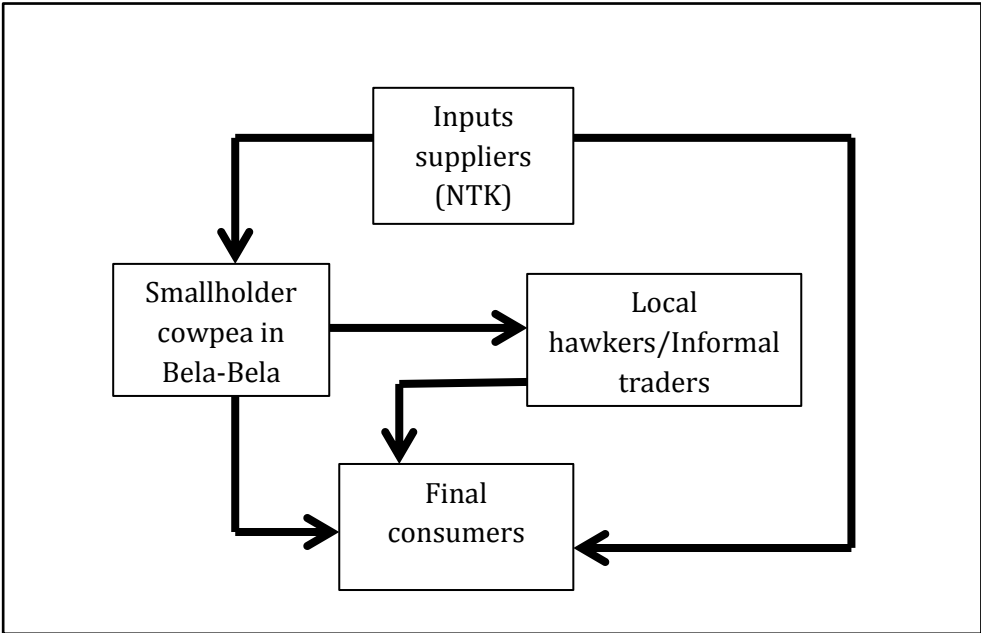 Inputs
suppliers
(NTK)
Smallholder
cowpea in
Bela-Bela
Local
hawkers/Informal
traders
Final
consumers